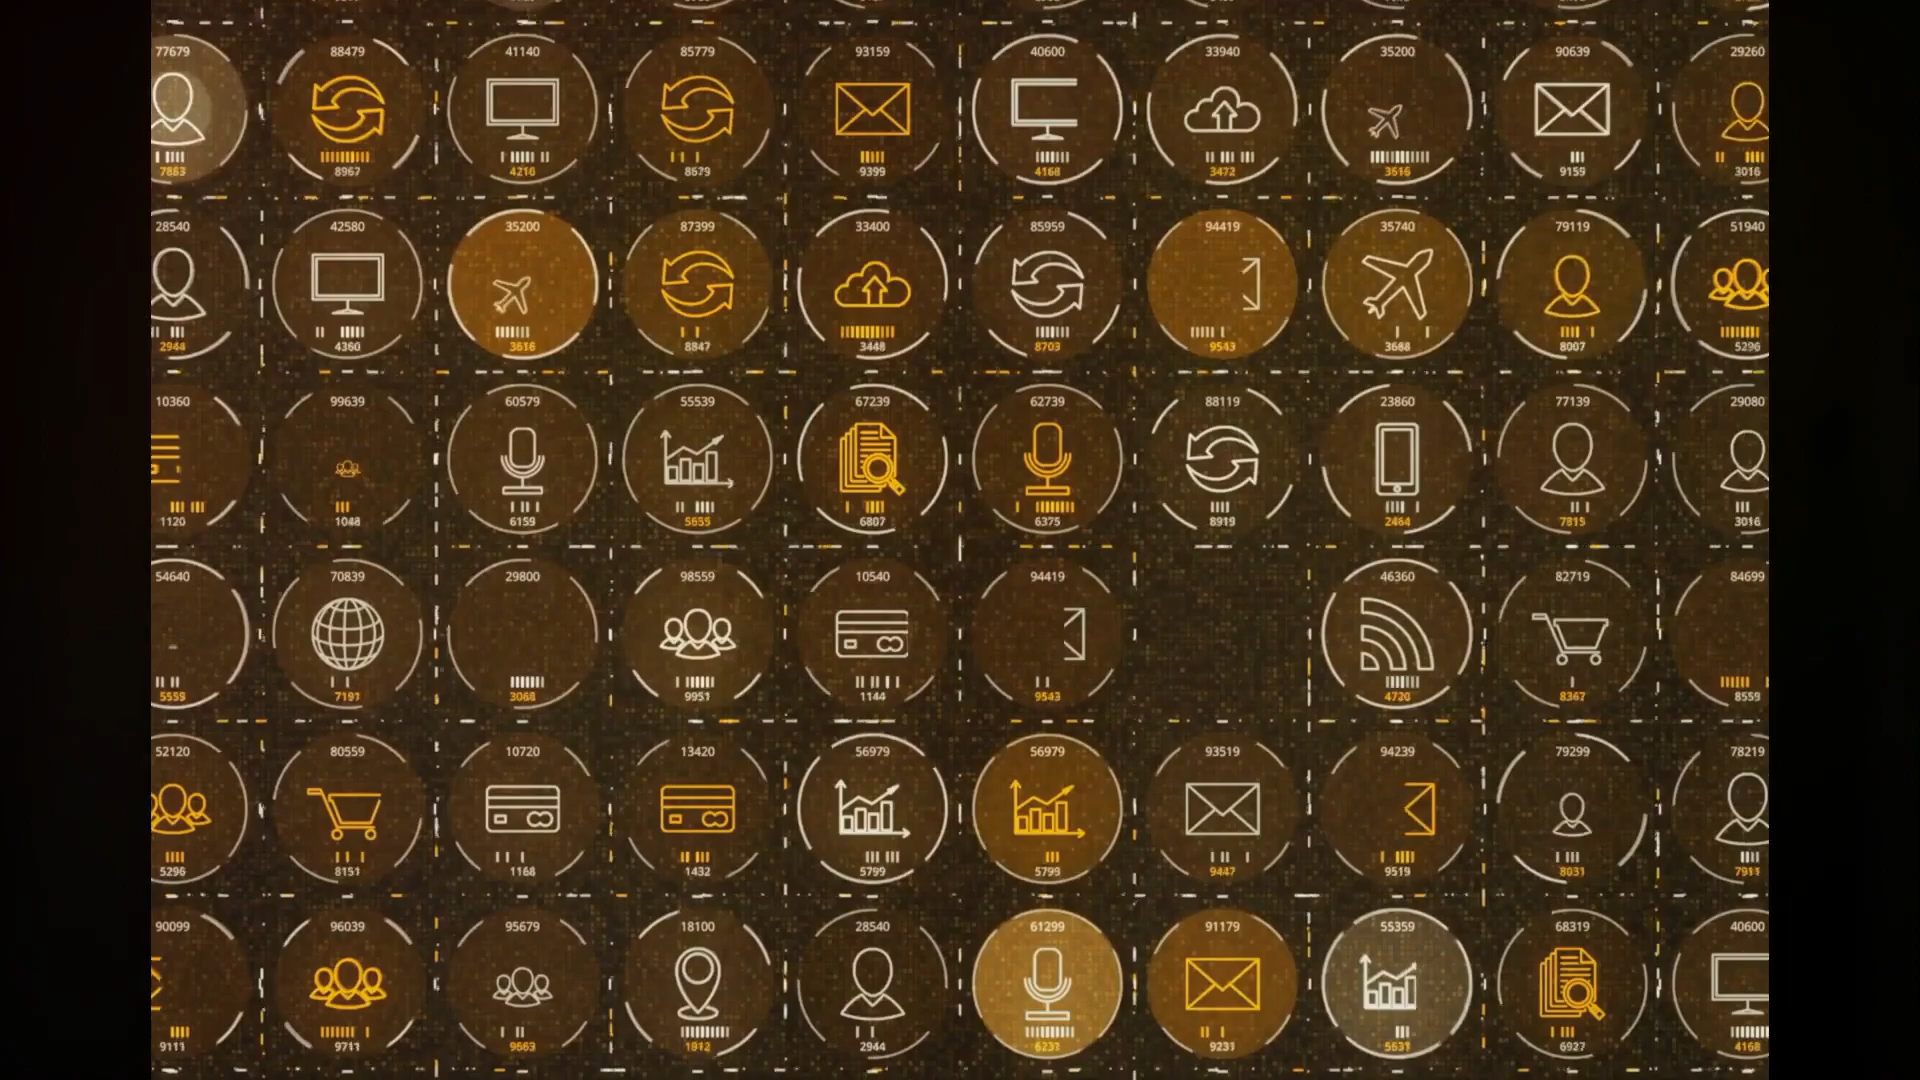 77679 88479 41140 85779 93159 40600 33940 35200 90639 29260
7863 8967 4216 8679 9399 4168 3472 3616 9159 3016
28540 42580 35200 87399 33400 85959 94419 35740 79119 51940
2944 4360 3616 8847 3448 8703 9543 3668 8007 5296
10360 99639 60579 55539 67239 62739 88119 23860 77139 29080
1120 1048 6159 5655 6807 6375 8919 2464 7815 3016
54640 70839 29800 98559 10540 94419 46360 82719 84699
5559 7191 3068 9951 1144 9543 4720 8367 8559
52120 80559 10720 13420 56979 56979 93519 94239 79299 78219
5296 8151 1168 1432 5799 5799 9447 9519 8031 7911
90099 96039 95679 18100 28540 61299 91179 55359 68319 40600
9111 9711 9663 1912 2944 6231 9231 5631 6927 4168